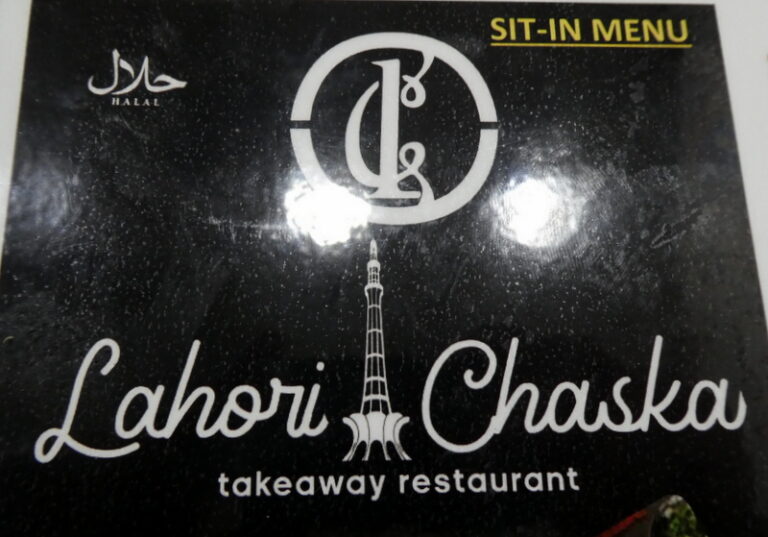 SIT-IN MENU
حلال
HALAL
Lahori Chaska
takeaway restaurant